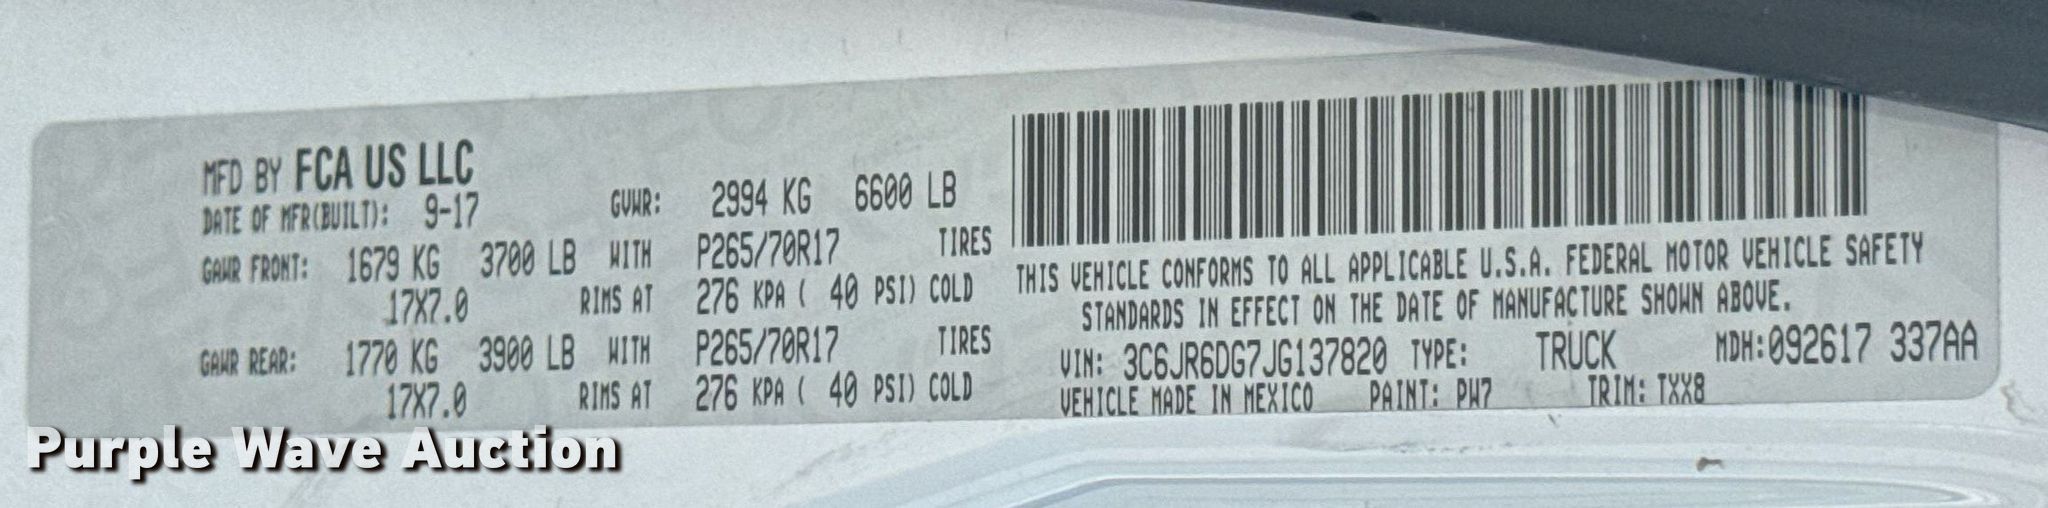 MFD BY FCA US LLC
DATE OF MFR(BUILT): 9-17 GVWR: 2994 KG 6600 LB
GAWR FRONT: 1679 KG 3700 LB WITH P265/70R17 TIRES
17X7.0 RIMS AT 276 KPA ( 40 PSI) COLD
GAWR REAR: 1770 KG 3900 LB WITH P265/70R17 TIRES
17X7.0 RIMS AT 276 KPA ( 40 PSI) COLD
THIS VEHICLE CONFORMS TO ALL APPLICABLE U.S.A. FEDERAL MOTOR VEHICLE SAFETY
STANDARDS IN EFFECT ON THE DATE OF MANUFACTURE SHOWN ABOVE.
VIN: 3C6JR6DG7JG137820 TYPE: TRUCK MDH:092617 337AA
VEHICLE MADE IN MEXICO PAINT: PW7 TRIM: TXX8
Purple Wave Auction